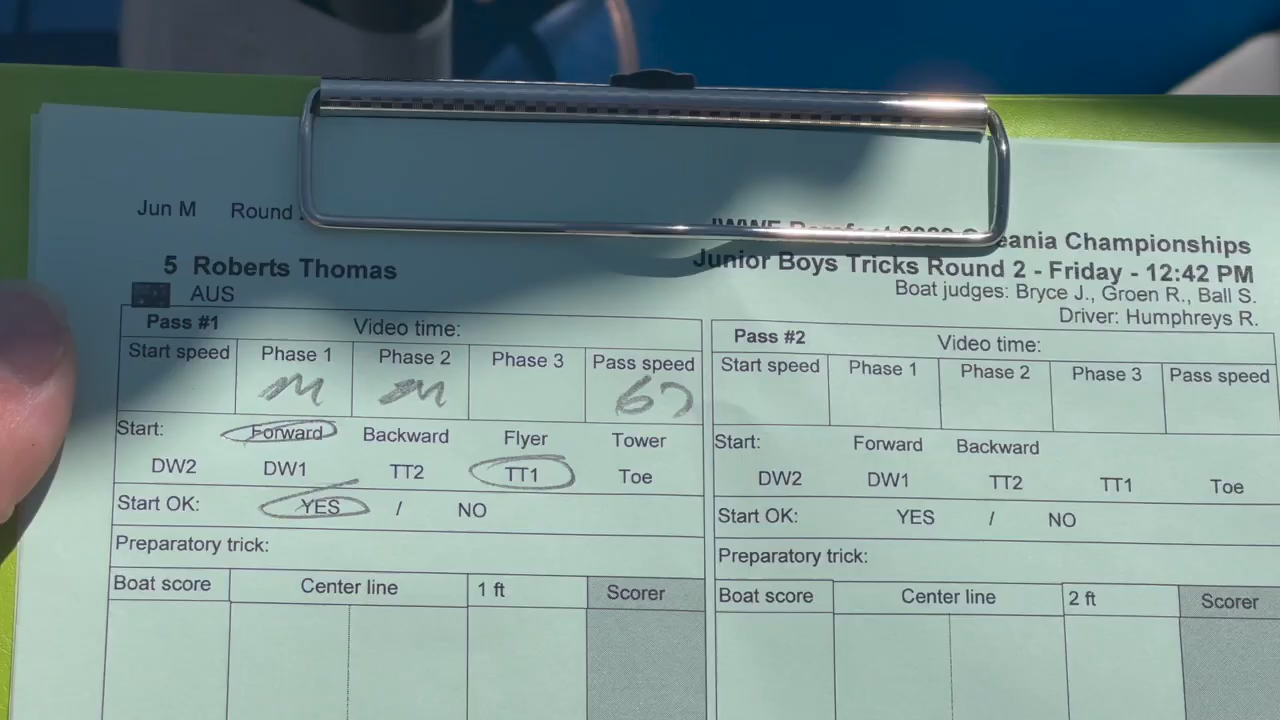 Jun M Round
eania Championships
5 Roberts Thomas
Junior Boys Tricks Round 2 - Friday - 12:42 PM
AUS
Boat judges: Bryce J., Groen R., Ball S.
Driver: Humphreys R.
Pass #1 Video time:
Start speed Phase 1 Phase 2 Phase 3 Pass speed
Start: Forward Backward Flyer Tower
DW2 DW1 TT2 TT1 Toe
Start OK: YES / NO
Preparatory trick:
Boat score Center line 1 ft Scorer
Pass #2 Video time:
Start speed Phase 1 Phase 2 Phase 3 Pass speed
Start: Forward Backward
DW2 DW1 TT2 TT1 Toe
Start OK: YES / NO
Preparatory trick:
Boat score Center line 2 ft Scorer